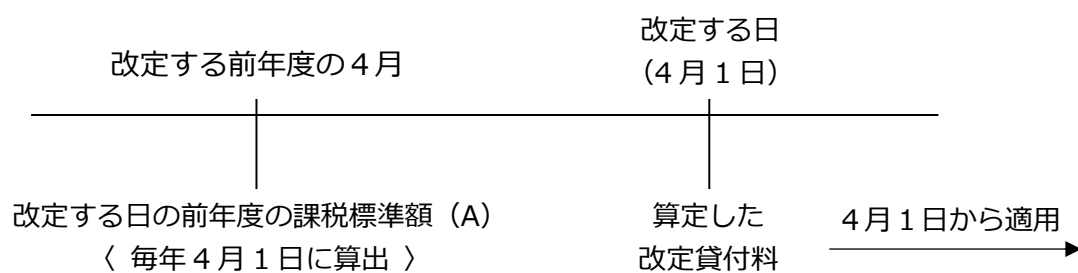 改定する前年度の４月
改定する日
（4 月１日）
改定する日の前年度の課税標準額（A）
〈 毎年４月１日に算出 〉
算定した
改定貸付料
４月１日から適用